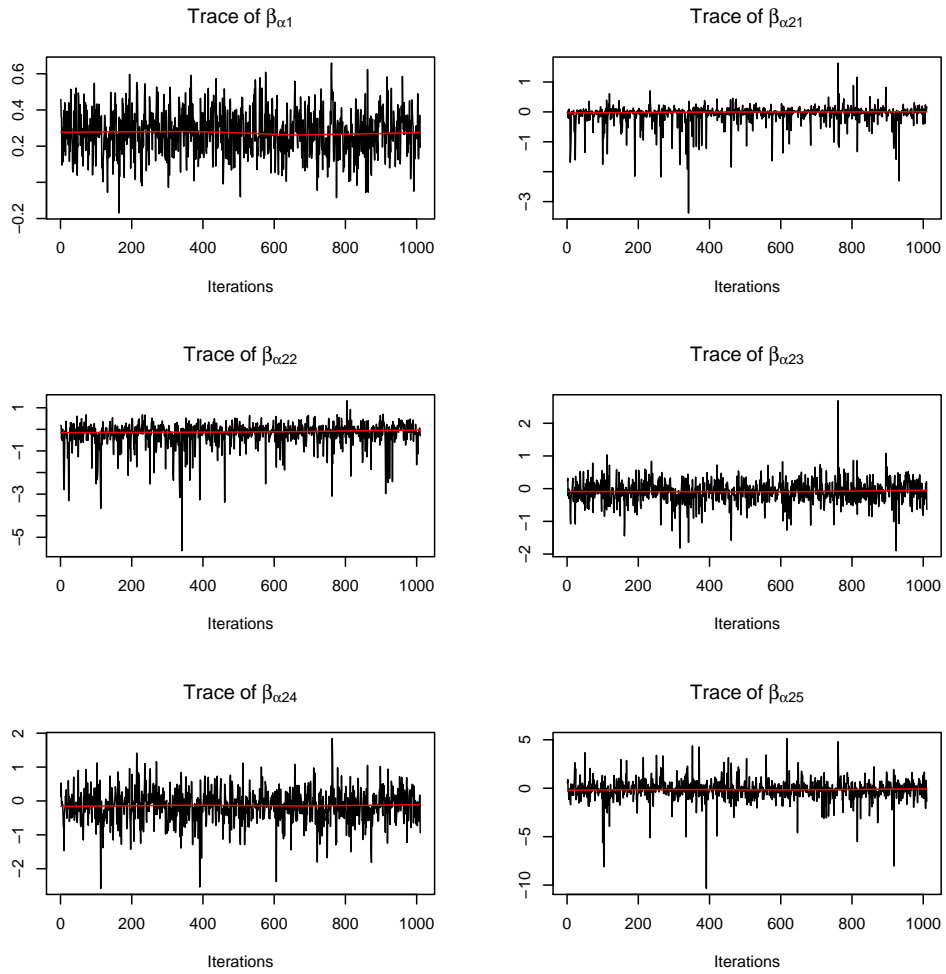 Trace of βα1
0.6
0.4
0.2
−0.2
0 200 400 600 800 1000
Iterations
Trace of βα21
1
−1
−3
0 200 400 600 800 1000
Iterations
Trace of βα22
1
−1
−3
−5
0 200 400 600 800 1000
Iterations
Trace of βα23
2
1
0
−1
−2
0 200 400 600 800 1000
Iterations
Trace of βα24
2
1
0
−1
−2
0 200 400 600 800 1000
Iterations
Trace of βα25
5
0
−5
−10
0 200 400 600 800 1000
Iterations